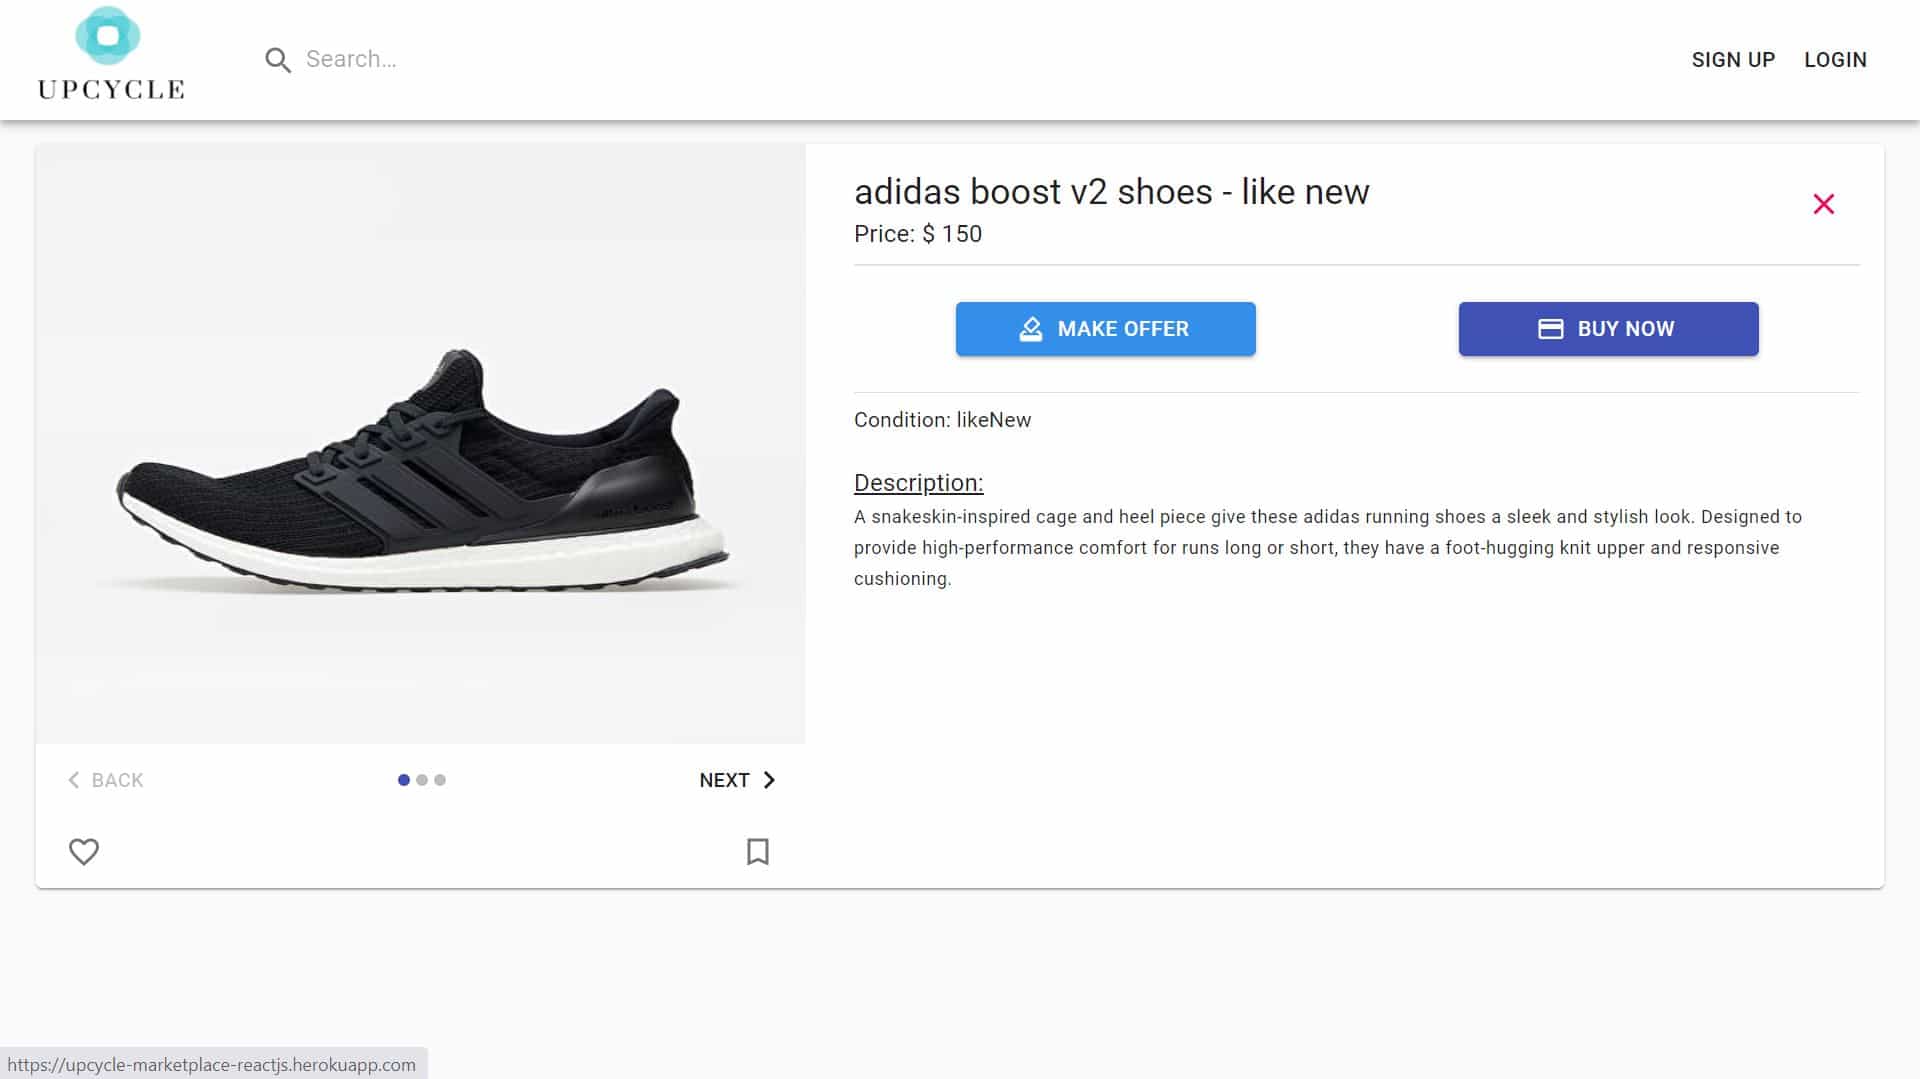 UPCYCLE
Search...
SIGN UP
LOGIN
adidas boost v2 shoes - like new
Price: $ 150
MAKE OFFER
BUY NOW
Condition: likeNew
Description:
A snakeskin-inspired cage and heel piece give these adidas running shoes a sleek and stylish look. Designed to
provide high-performance comfort for runs long or short, they have a foot-hugging knit upper and responsive
cushioning.
BACK
NEXT
https://upcycle-marketplace-reactjs.herokuapp.com